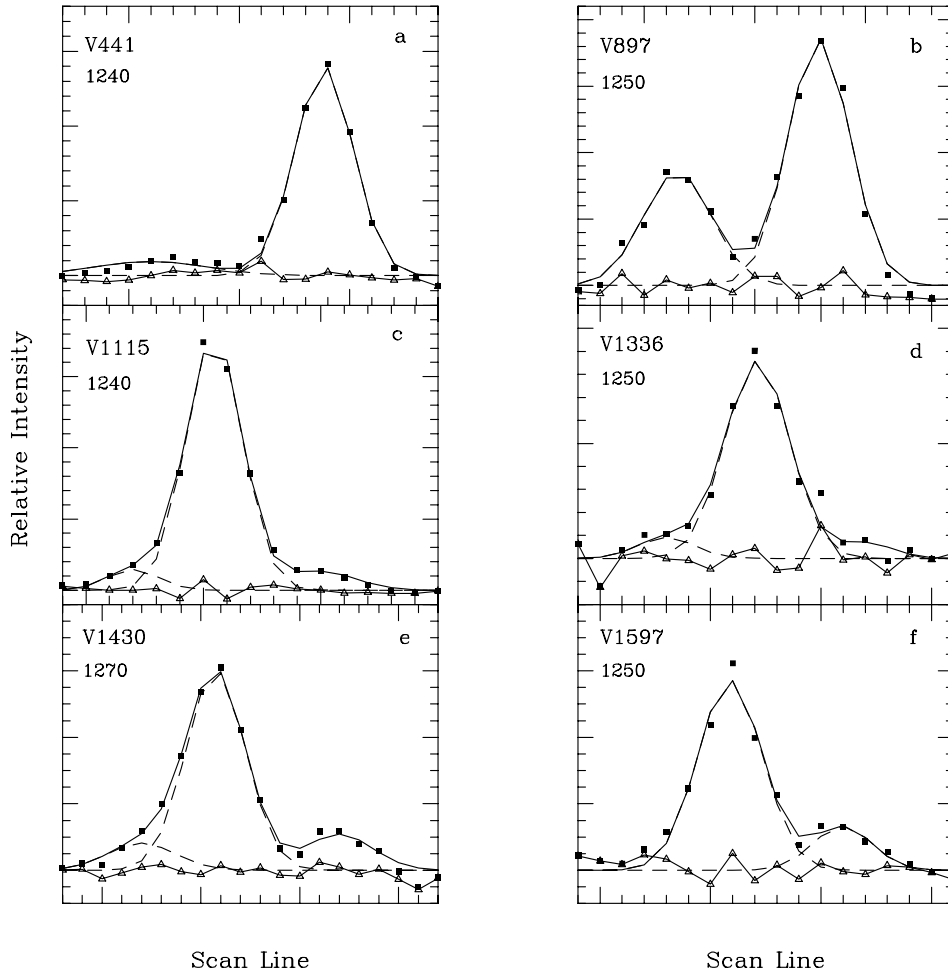 V441
1240
a
V897
1250
b
V1115
1240
c
V1336
1250
d
V1430
1270
e
V1597
1250
f
Relative Intensity
Scan Line
Scan Line